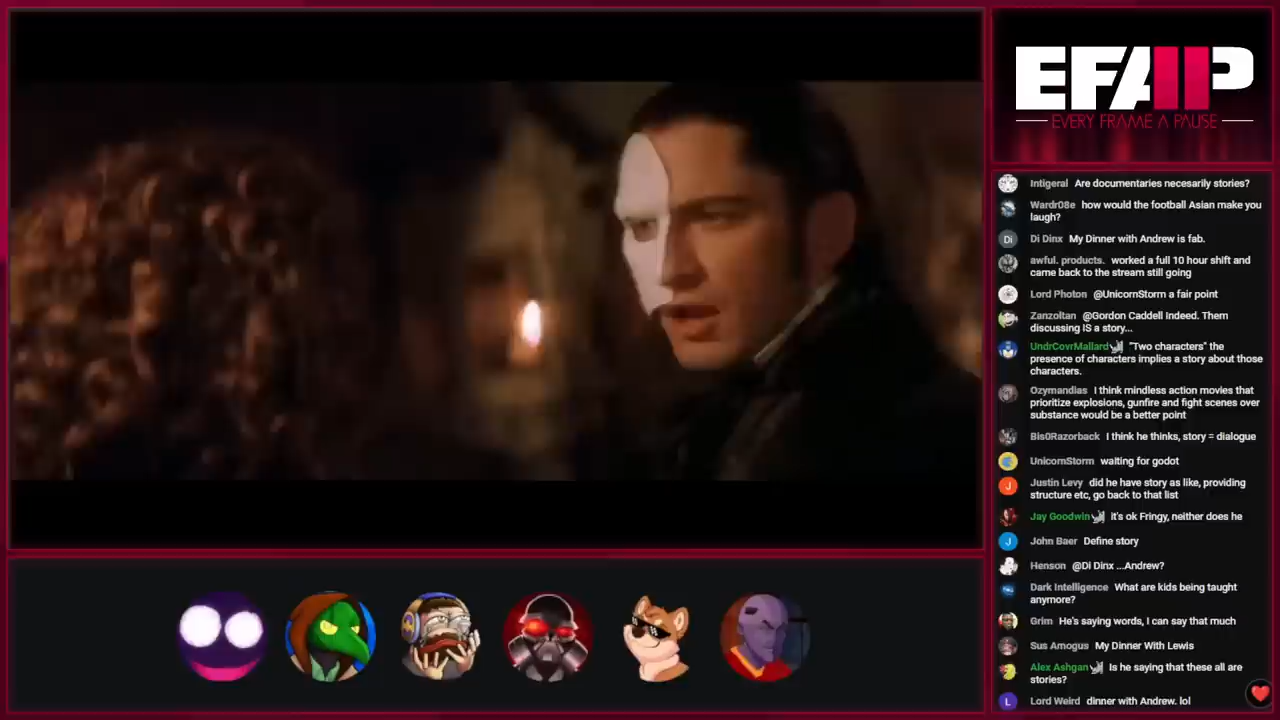 EFAP
EVERY FRAME A PAUSE
Intigeral Are documentaries necesarily stories?
Wardr08e how would the football Asian make you
laugh?
Di
Di Dinx My Dinner with Andrew is fab.
awful. products. worked a full 10 hour shift and
came back to the stream still going
Lord Photon @UnicornStorm a fair point
Zanzoltan @Gordon Caddell Indeed. Them
discussing IS a story...
UndrCovrMallard "Two characters" the
presence of characters implies a story about those
characters.
Ozymandias I think mindless action movies that
prioritize explosions, gunfire and fight scenes over
substance would be a better point
Bis0Razorback I think he thinks, story = dialogue
UnicornStorm waiting for godot
J
Justin Levy did he have story as like, providing
structure etc, go back to that list
Jay Goodwin it's ok Fringy, neither does he
J
John Baer Define story
Henson @Di Dinx ...Andrew?
Dark Intelligence What are kids being taught
anymore?
Grim He's saying words, I can say that much
Sus Amogus My Dinner With Lewis
Alex Ashgan Is he saying that these all are
stories?
L
Lord Weird dinner with Andrew. lol